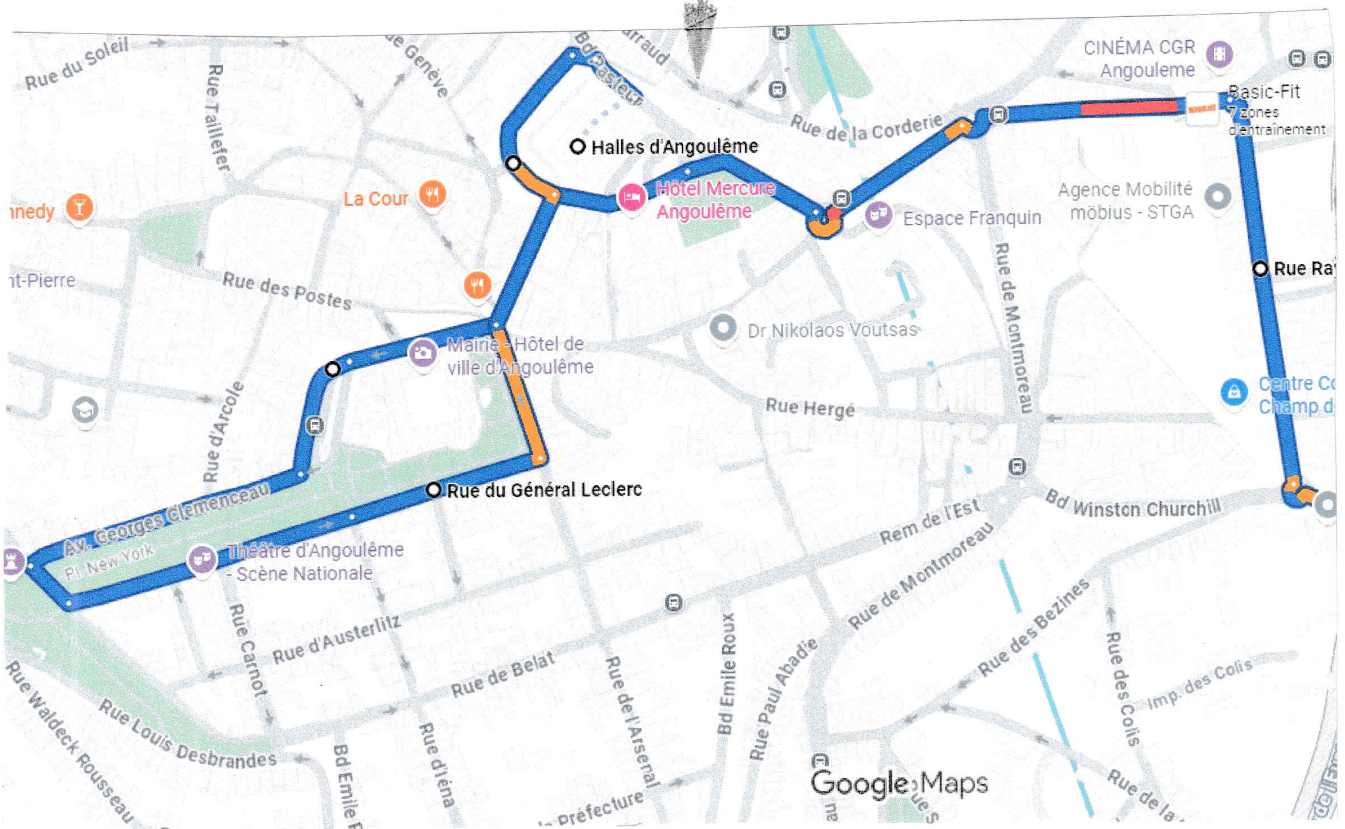 Rue du Soleil
Rue Taillefer
ue Genève
Bd Pasteur
arraud
CINÉMA CGR
Angouleme
Basic-Fit
7 zones
d'entrainement
Rue de la Corderie
Halles d'Angoulême
La Cour
nnedy
Hôtel Mercure
Angoulême
Espace Franquin
Agence Mobilité
möbius - STGA
nt-Pierre
Rue des Postes
Rue de Montmoreau
Rue Ray
Dr Nikolaos Voutsas
Mairie - Hôtel de
ville d'Angoulême
Rue d'Arcole
Rue Hergé
Centre Co
Champ d
Av. Georges Clemenceau
Pl. New York
Rue du Général Leclerc
Théâtre d'Angoulême
- Scène Nationale
Rem de l'Est
Bd Winston Churchill
Rue de Montmoreau
Rue des Bezines
Rue Carnot
Rue d'Austerlitz
Rue de Belat
Bd Emile Roux
Rue Paul Abadie
Rue des Colis
Imp. des Colis
Rue Waldeck Rousseau
Rue Louis Desbrandes
Bd Emile R
Rue d'Iéna
Rue de l'Arsenal
la Préfecture
Google Maps
Rue de la